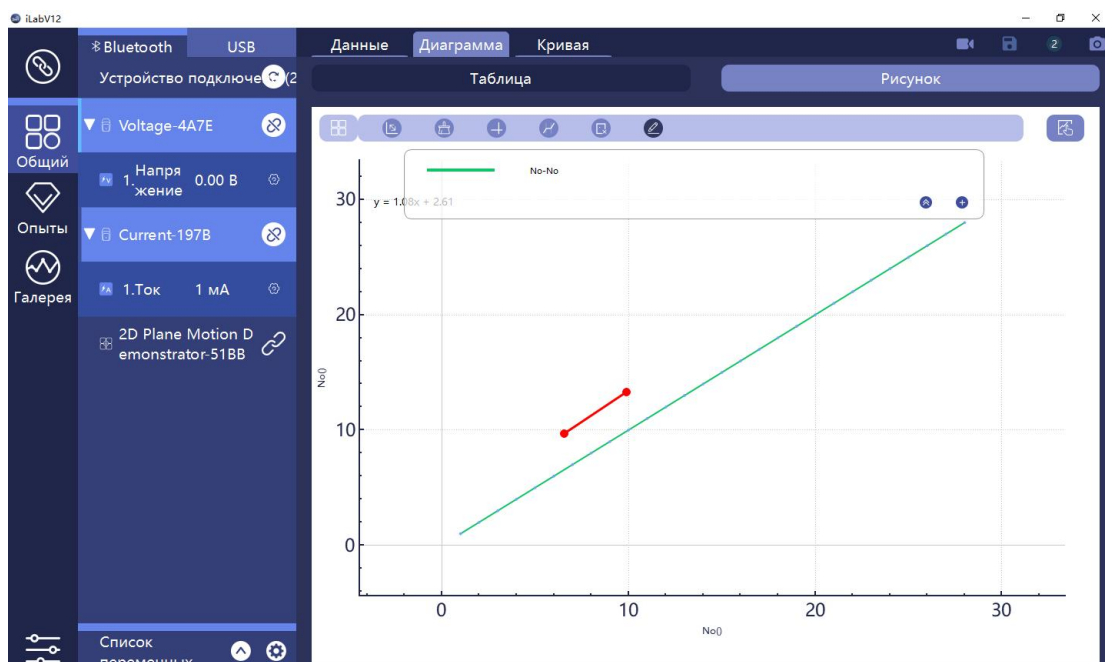 iLabV12
Bluetooth
USB
Данные
Диаграмма
Кривая
2
Устройство подключе
(2
Таблица
Рисунок
Voltage-4A7E
Общий
1.
Напря
жение
0.00 В
Опыты
Current-197B
Галерея
1.Ток
1 мА
2D Plane Motion D
emonstrator-51BB
Список
переменных
No-No
y = 1.08x + 2.61
30
20
10
0
No()
0
10
20
30
No()